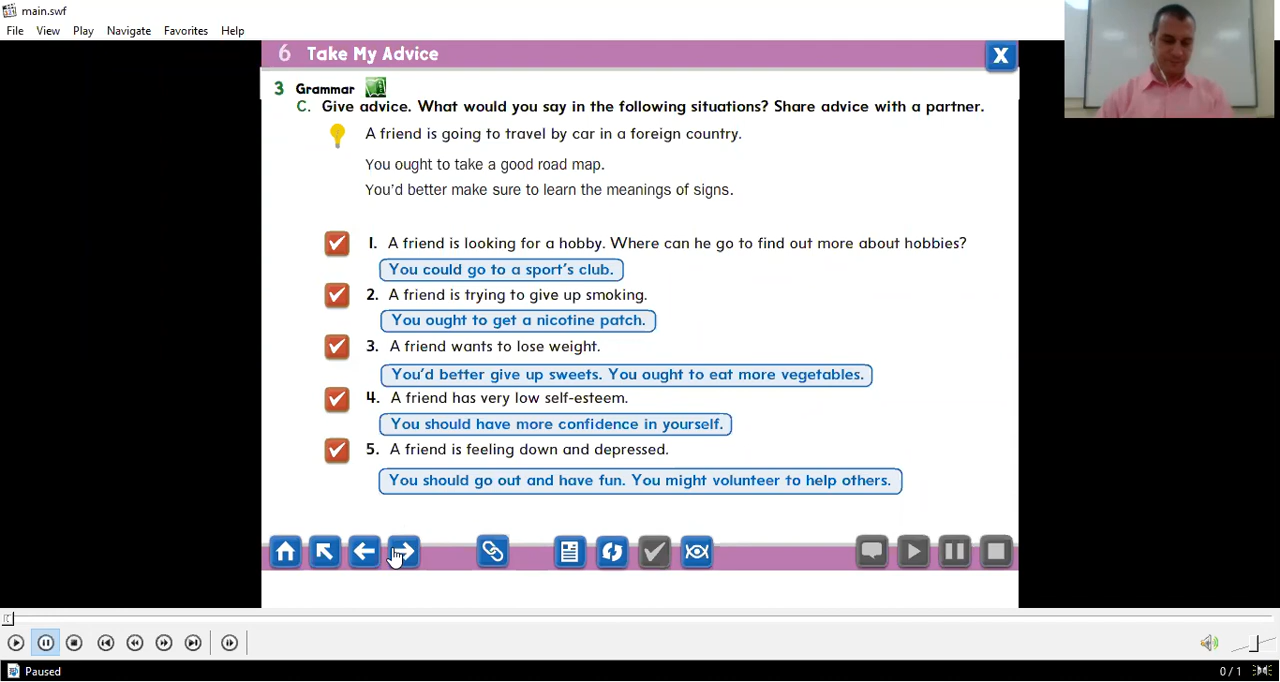 main.swf
File View Play Navigate Favorites Help
6 Take My Advice
X
3 Grammar
C. Give advice. What would you say in the following situations? Share advice with a partner.
A friend is going to travel by car in a foreign country.
You ought to take a good road map.
You'd better make sure to learn the meanings of signs.
1. A friend is looking for a hobby. Where can he go to find out more about hobbies?
You could go to a sport's club.
2. A friend is trying to give up smoking.
You ought to get a nicotine patch.
3. A friend wants to lose weight.
You'd better give up sweets. You ought to eat more vegetables.
4. A friend has very low self-esteem.
You should have more confidence in yourself.
5. A friend is feeling down and depressed.
You should go out and have fun. You might volunteer to help others.
Paused
0 / 1